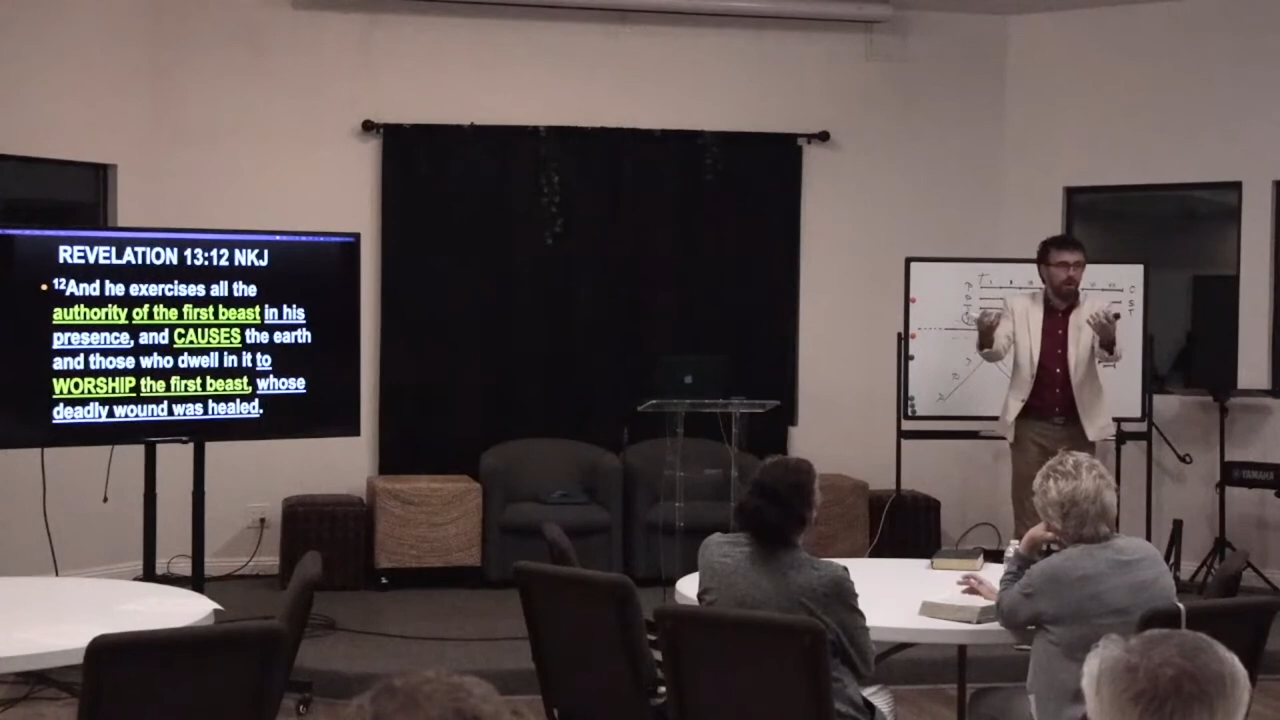 REVELATION 13:12 NKJ
• ¹²And he exercises all the
authority of the first beast in his
presence, and CAUSES the earth
and those who dwell in it to
WORSHIP the first beast, whose
deadly wound was healed.
YAMAHA